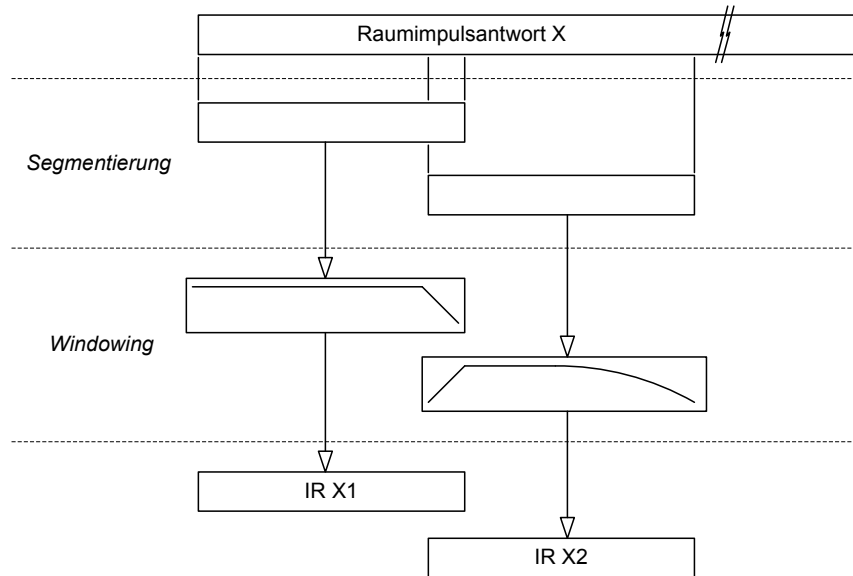 Raumimpulsantwort X
Segmentierung
Windowing
IR X1
IR X2